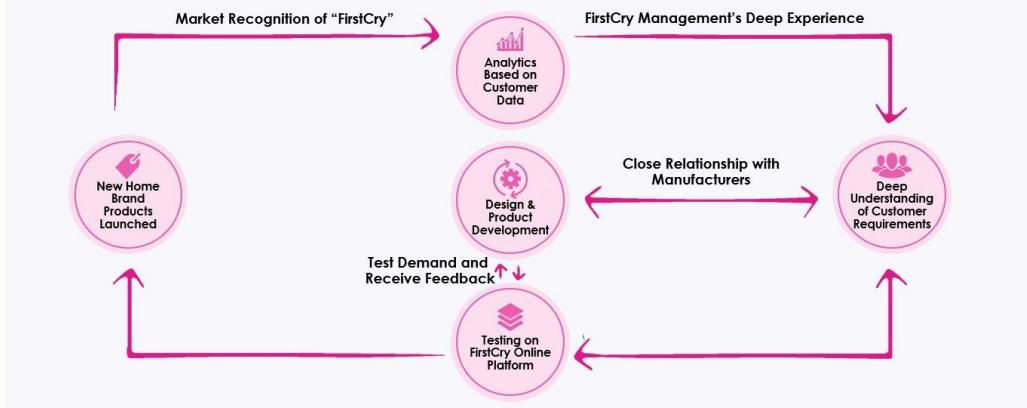 Market Recognition of “FirstCry”
FirstCry Management’s Deep Experience
Analytics
Based on
Customer
Data
New Home
Brand
Products
Launched
Design &
Product
Development
Close Relationship with
Manufacturers
Deep
Understanding
of Customer
Requirements
Test Demand and
Receive Feedback
Testing on
FirstCry Online
Platform